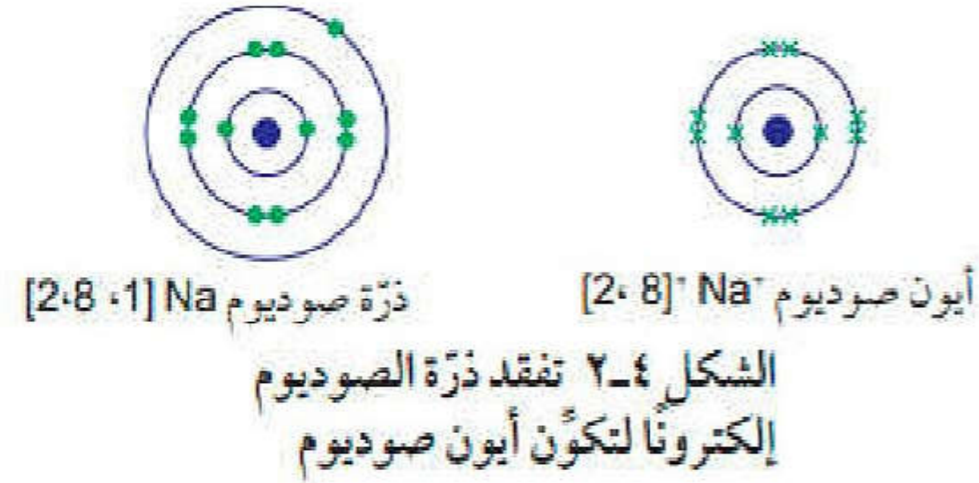 ذرّة صوديوم Na [2،8 ،1]
أيون صوديوم Na⁺ [2، 8]⁺
الشكل ٤-٢ تفقد ذرّة الصوديوم
إلكترونًا لتكوِّن أيون صوديوم